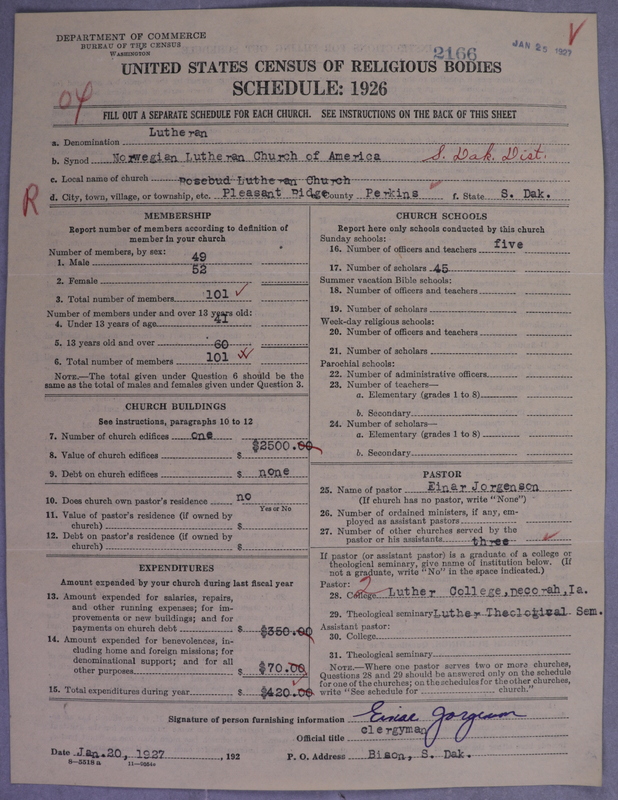 DEPARTMENT OF COMMERCE
BUREAU OF THE CENSUS
WASHINGTON
2166
JAN 25 1927
UNITED STATES CENSUS OF RELIGIOUS BODIES
SCHEDULE: 1926
04
FILL OUT A SEPARATE SCHEDULE FOR EACH CHURCH. SEE INSTRUCTIONS ON THE BACK OF THIS SHEET
a. Denomination Lutheran
b. Synod Norwegian Lutheran Church of America S. Dak. Dist.
c. Local name of church Rosebud Lutheran Church
R d. City, town, village, or township, etc. Pleasant Ridge County Perkins f. State S. Dak.
MEMBERSHIP
Report number of members according to definition of
member in your church
Number of members, by sex:
1. Male 49
2. Female 52
3. Total number of members 101
Number of members under and over 13 years old:
4. Under 13 years of age 41
5. 13 years old and over 60
6. Total number of members 101
NOTE.—The total given under Question 6 should be the
same as the total of males and females given under Question 3.
CHURCH BUILDINGS
See instructions, paragraphs 10 to 12
7. Number of church edifices one
8. Value of church edifices $ $2500.00
9. Debt on church edifices $ none
10. Does church own pastor's residence no
Yes or No
11. Value of pastor's residence (if owned by
church) $
12. Debt on pastor's residence (if owned by
church) $
EXPENDITURES
Amount expended by your church during last fiscal year
13. Amount expended for salaries, repairs,
and other running expenses; for im-
provements or new buildings; and for
payments on church debt $ $350.00
14. Amount expended for benevolences, in-
cluding home and foreign missions; for
denominational support; and for all
other purposes $ $70.00
15. Total expenditures during year $ $420.00
CHURCH SCHOOLS
Report here only schools conducted by this church
Sunday schools:
16. Number of officers and teachers five
17. Number of scholars 45
Summer vacation Bible schools:
18. Number of officers and teachers
19. Number of scholars
Week-day religious schools:
20. Number of officers and teachers
21. Number of scholars
Parochial schools:
22. Number of administrative officers
23. Number of teachers—
a. Elementary (grades 1 to 8)
b. Secondary
24. Number of scholars—
a. Elementary (grades 1 to 8)
b. Secondary
PASTOR
25. Name of pastor Einar Jorgenson
(If church has no pastor, write "None")
26. Number of ordained ministers, if any, em-
ployed as assistant pastors
27. Number of other churches served by the
pastor or his assistants three
If pastor (or assistant pastor) is a graduate of a college or
theological seminary, give name of institution below. (If
not a graduate, write "No" in the space indicated.)
Pastor:
28. College Luther College, Decorah, Ia.
29. Theological seminary Luther Theological Sem.
Assistant pastor:
30. College
31. Theological seminary
NOTE.—Where one pastor serves two or more churches,
Questions 28 and 29 should be answered only on the schedule
for one of the churches; on the schedules for the other churches,
write "See schedule for church."
Signature of person furnishing information Einar Jorgenson
Official title clergyman
Date Jan. 20, 1927, 192 P. O. Address Bison, S. Dak.
8—5518a